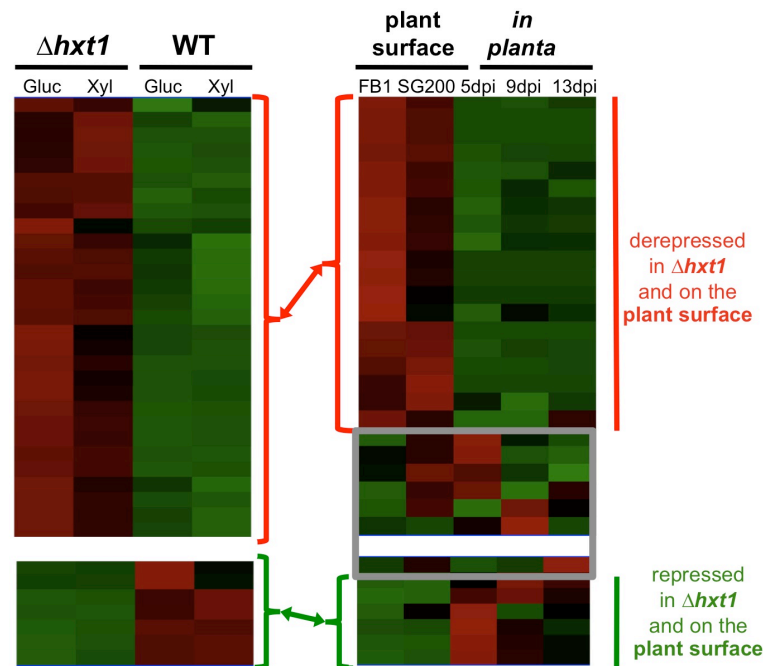 Δhxt1 WT
Gluc Xyl Gluc Xyl
plant surface
in planta
FB1 SG200 5dpi 9dpi 13dpi
derepressed
in Δhxt1
and on the
plant surface
repressed
in Δhxt1
and on the
plant surface